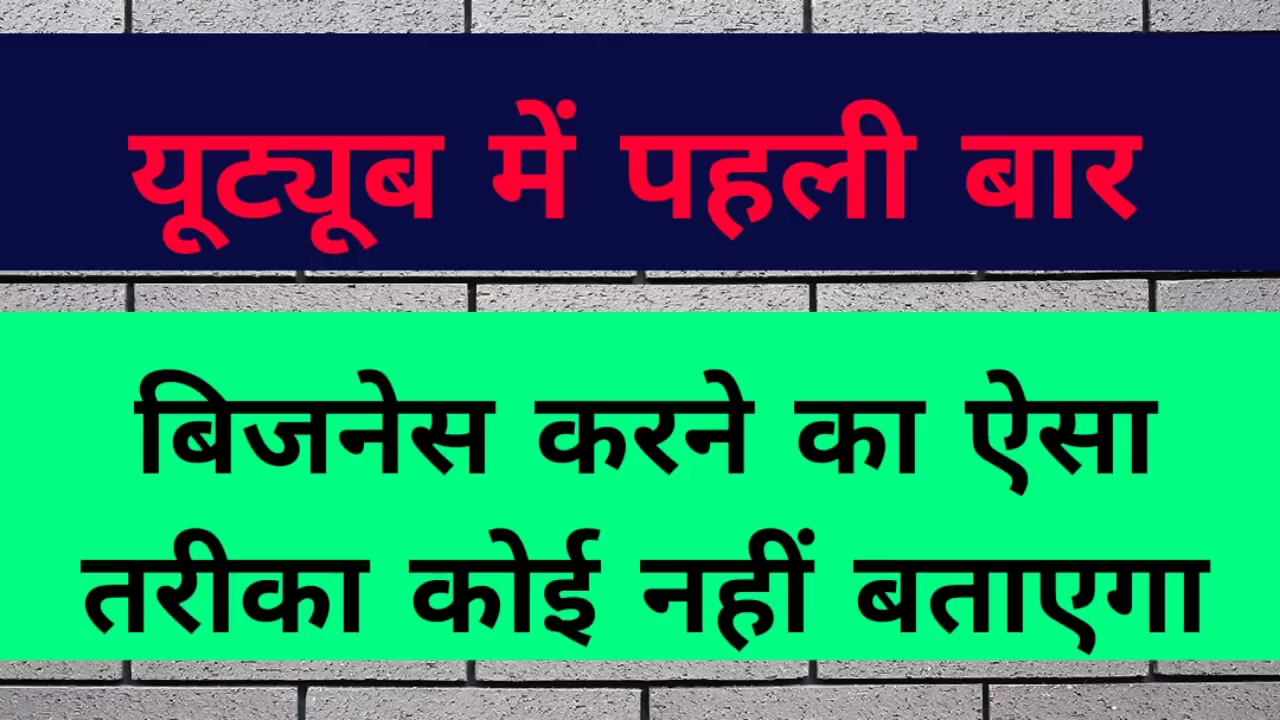 यूट्यूब में पहली बार
बिजनेस करने का ऐसा
तरीका कोई नहीं बताएगा